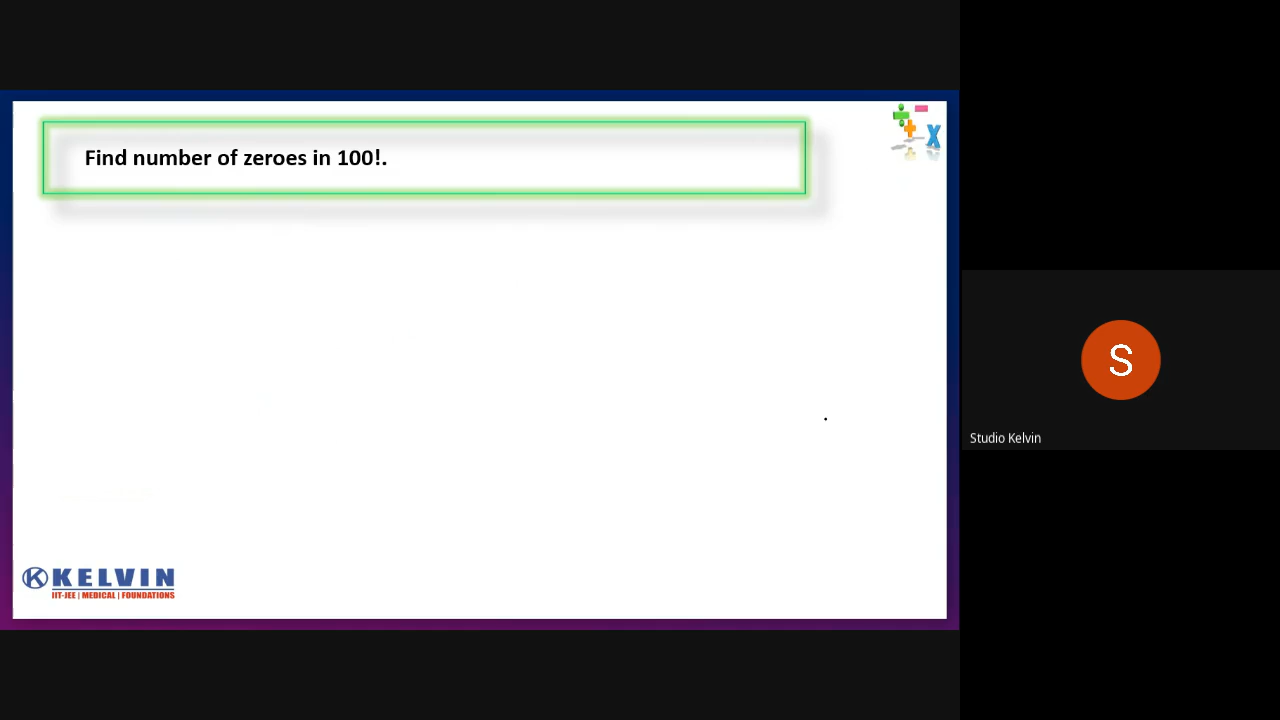 Find number of zeroes in 100!.
S
Studio Kelvin
KELVIN
IIT-JEE | MEDICAL | FOUNDATIONS